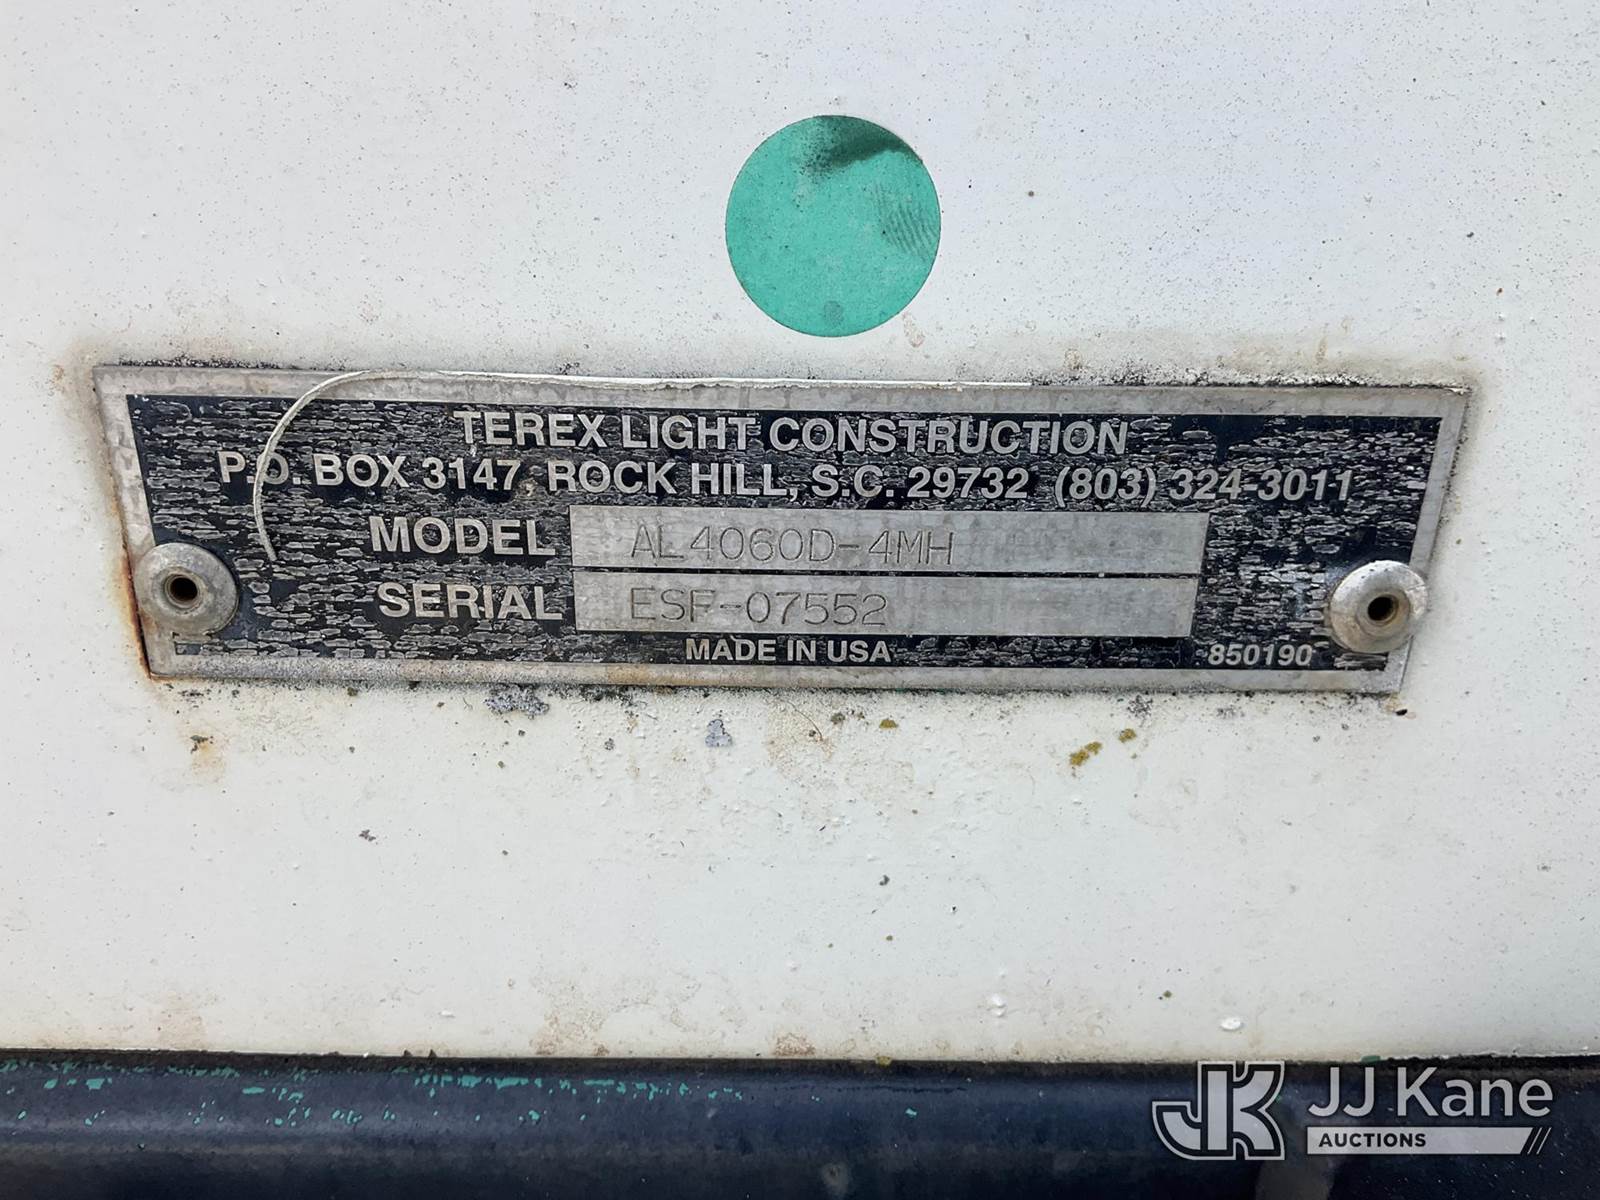 TEREX LIGHT CONSTRUCTION
P.O. BOX 3147 ROCK HILL, S.C. 29732 (803) 324-3011
MODEL AL4060D-4MH
SERIAL ESF-07552
MADE IN USA 850190
JK JJ Kane
AUCTIONS